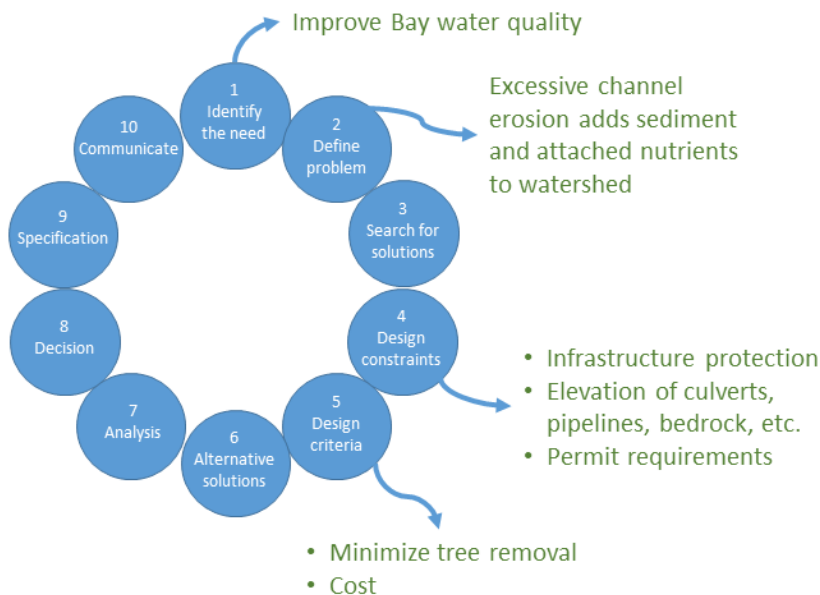 Improve Bay water quality
1
Identify
the need
2
Define
problem
Excessive channel
erosion adds sediment
and attached nutrients
to watershed
3
Search for
solutions
4
Design
constraints
• Infrastructure protection
• Elevation of culverts,
pipelines, bedrock, etc.
• Permit requirements
5
Design
criteria
• Minimize tree removal
• Cost
6
Alternative
solutions
7
Analysis
8
Decision
9
Specification
10
Communicate